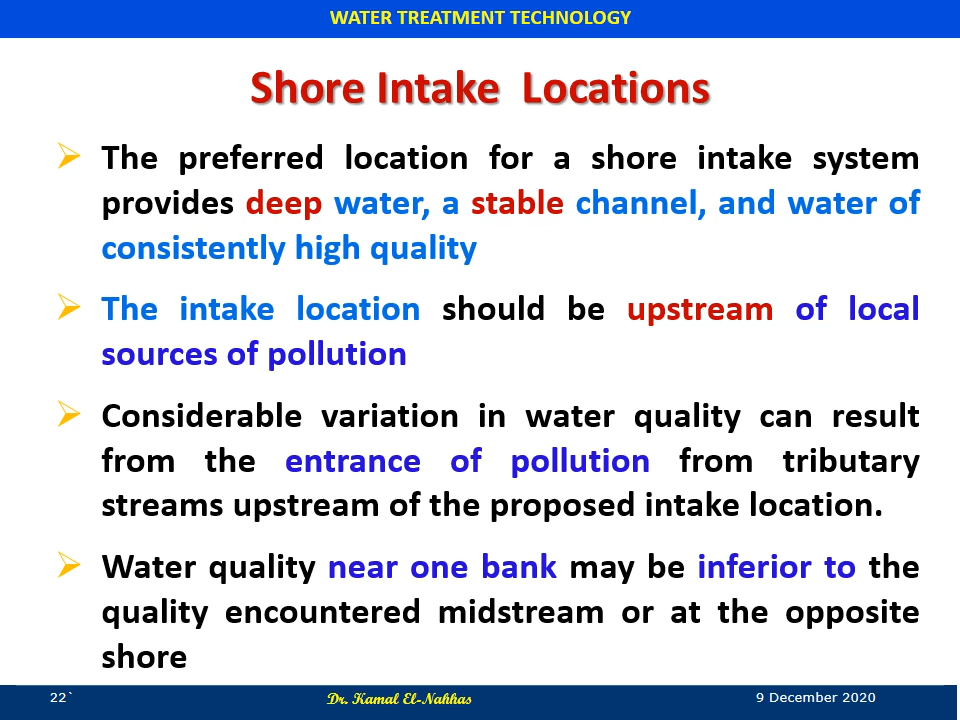 WATER TREATMENT TECHNOLOGY
Shore Intake Locations
The preferred location for a shore intake system
provides deep water, a stable channel, and water of
consistently high quality
The intake location should be upstream of local
sources of pollution
Considerable variation in water quality can result
from the entrance of pollution from tributary
streams upstream of the proposed intake location.
Water quality near one bank may be inferior to the
quality encountered midstream or at the opposite
shore
22`
Dr. Kamal El-Nahhas
9 December 2020